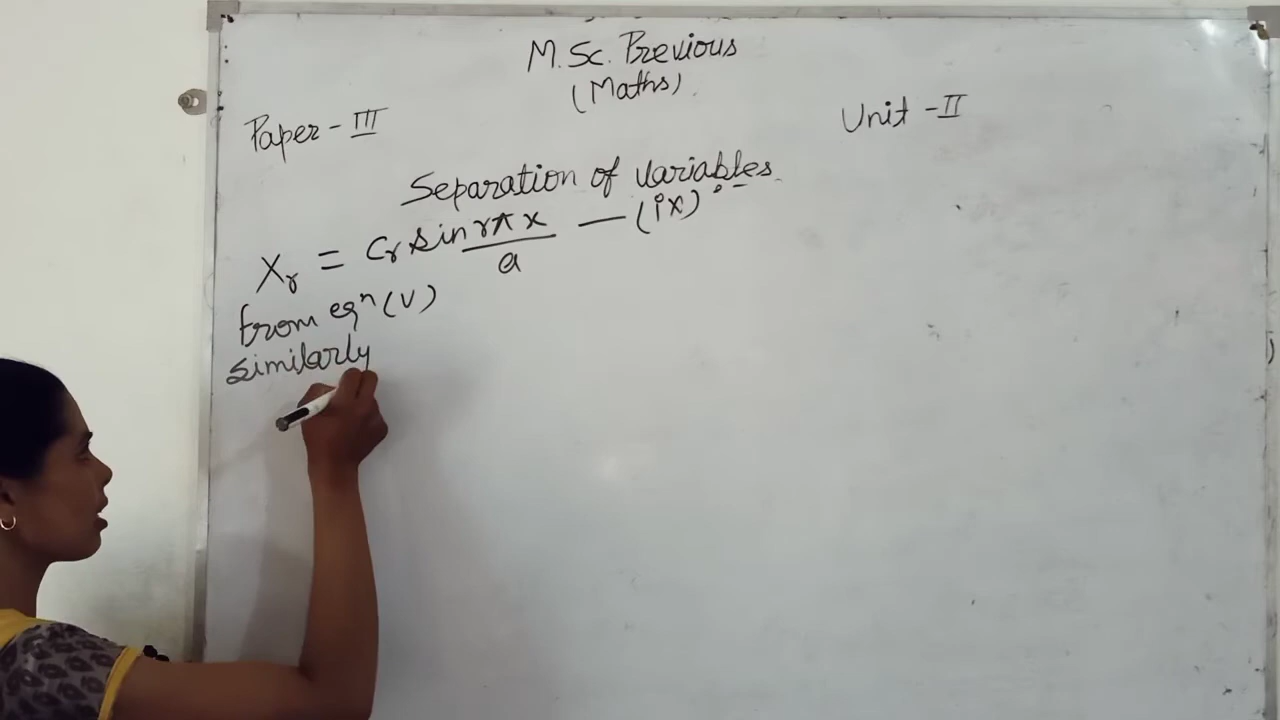 M.Sc. Previous
(Maths)
Paper - III
Unit - II
Separation of variables
Xr = Cr sin rπx/a — (ix)
from eqn (V)
similarly